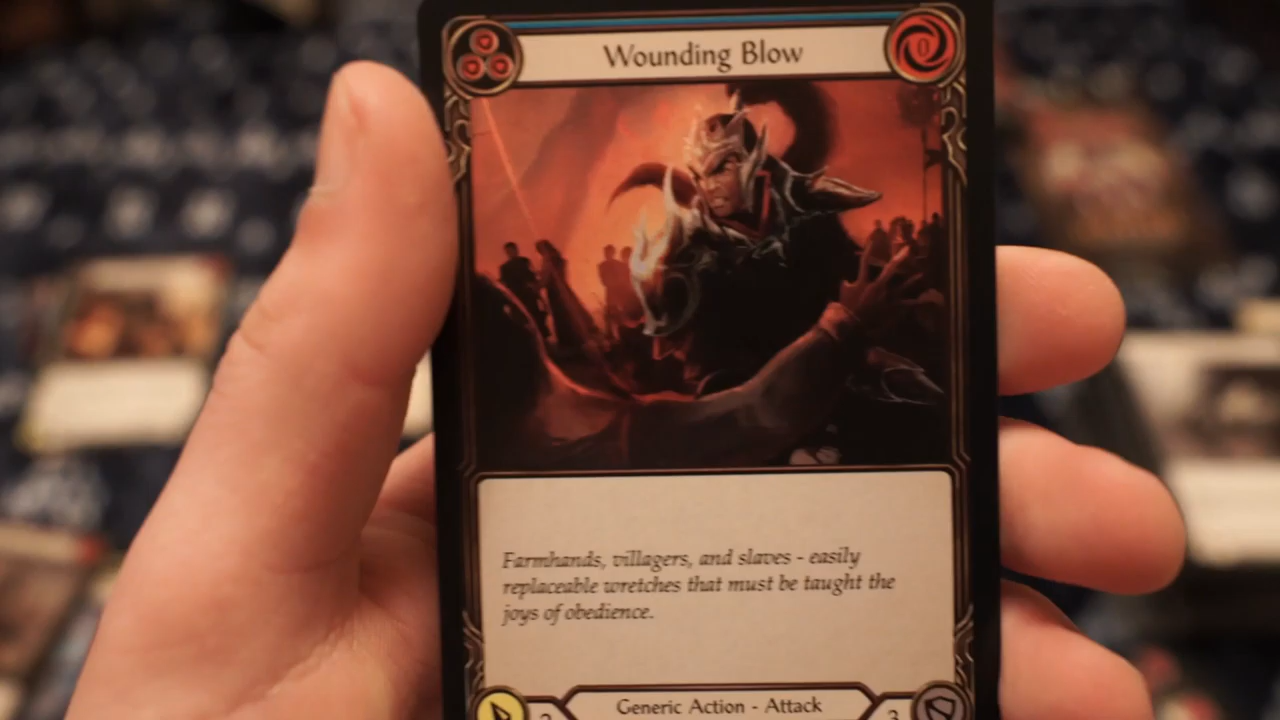 Wounding Blow
0
Farmhands, villagers, and slaves - easily
replaceable wretches that must be taught the
joys of obedience.
Generic Action - Attack
3